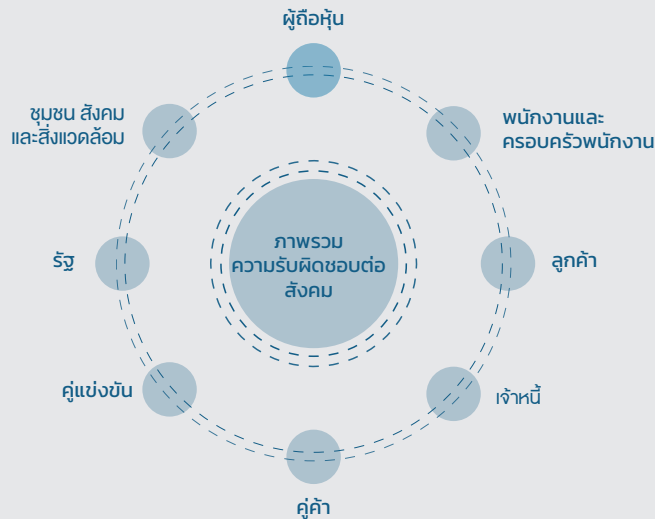 ผู้ถือหุ้น
พนักงานและ
ครอบครัวพนักงาน
ลูกค้า
เจ้าหนี้
คู่ค้า
คู่แข่งขัน
รัฐ
ชุมชน สังคม
และสิ่งแวดล้อม
ภาพรวม
ความรับผิดชอบต่อ
สังคม